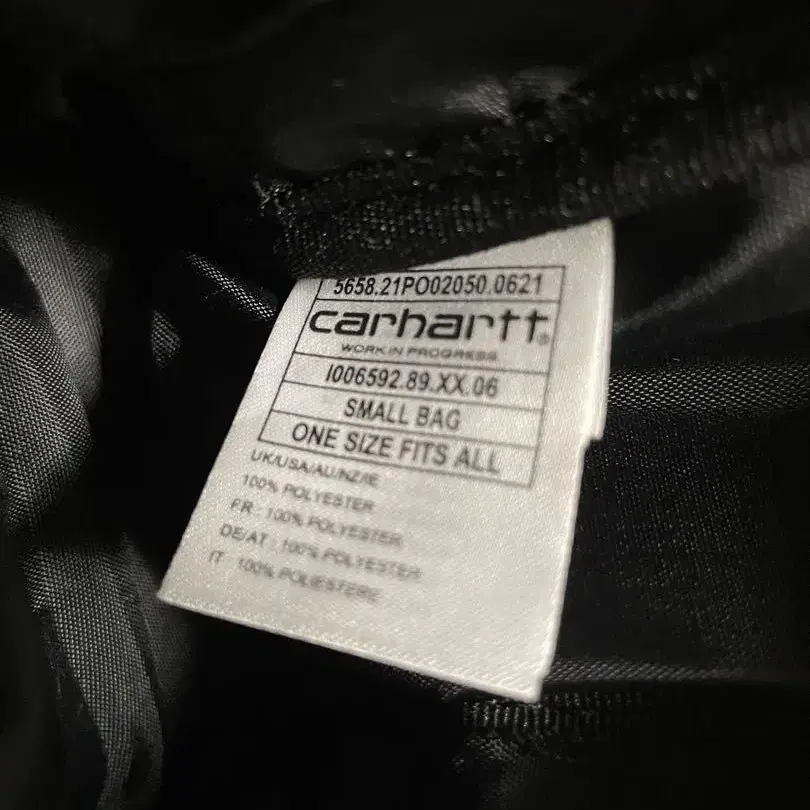 5658.21PO02050.0621
carhartt®
WORK IN PROGRESS
I006592.89.XX.06
SMALL BAG
ONE SIZE FITS ALL
UK/USA/AU/NZ/IE
100% POLYESTER
FR : 100% POLYESTER
DE/AT : 100% POLYESTER
IT 100% POLIESTERE